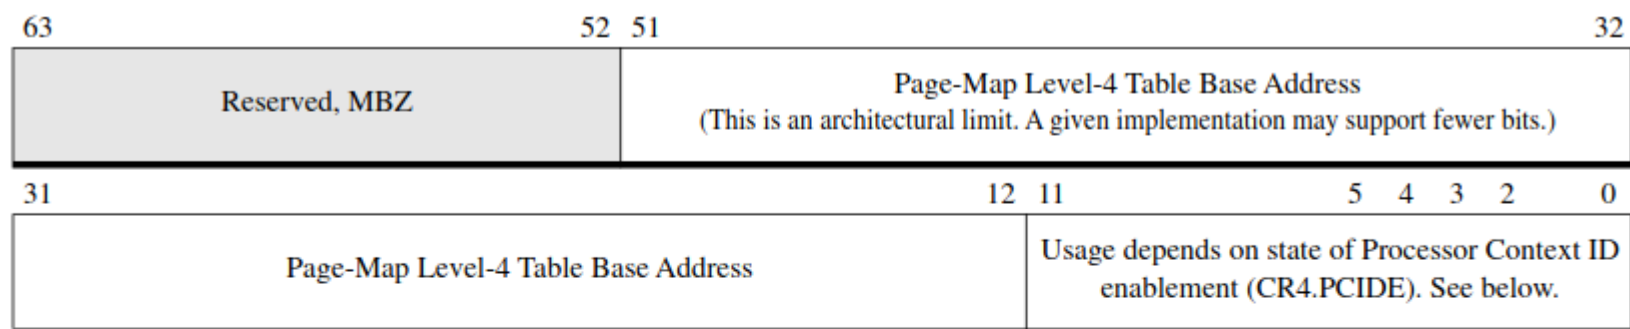 63 52 51 32
Reserved, MBZ
Page-Map Level-4 Table Base Address
(This is an architectural limit. A given implementation may support fewer bits.)
31 12 11 5 4 3 2 0
Page-Map Level-4 Table Base Address
Usage depends on state of Processor Context ID
enablement (CR4.PCIDE). See below.